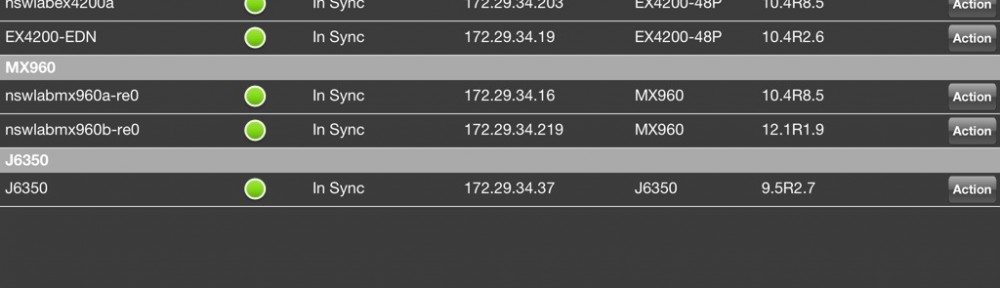 nswlabex4200a In Sync 172.29.34.203 EX4200-48P 10.4R8.5 Action
EX4200-EDN In Sync 172.29.34.19 EX4200-48P 10.4R2.6 Action
MX960
nswlabmx960a-re0 In Sync 172.29.34.16 MX960 10.4R8.5 Action
nswlabmx960b-re0 In Sync 172.29.34.219 MX960 12.1R1.9 Action
J6350
J6350 In Sync 172.29.34.37 J6350 9.5R2.7 Action